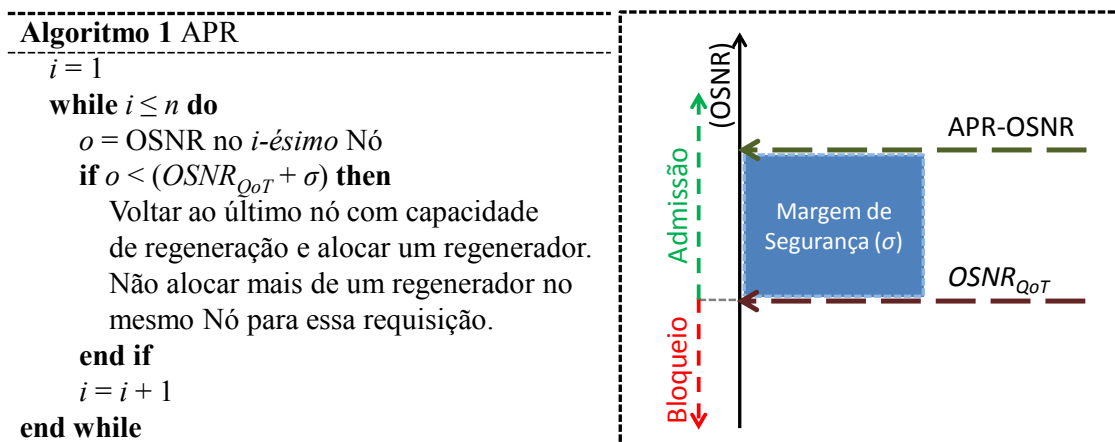 Algoritmo 1 APR
i = 1
while i ≤ n do
o = OSNR no i-ésimo Nó
if o < (OSNR_QoT + σ) then
Voltar ao último nó com capacidade
de regeneração e alocar um regenerador.
Não alocar mais de um regenerador no
mesmo Nó para essa requisição.
end if
i = i + 1
end while
(OSNR)
Admissão
Bloqueio
APR-OSNR
Margem de
Segurança (σ)
OSNR_QoT